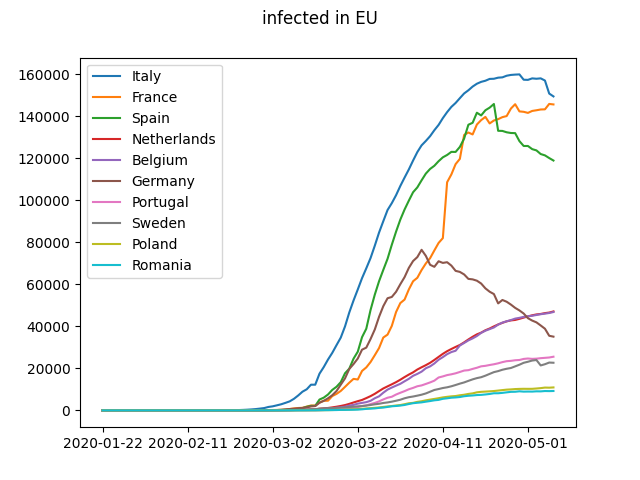 infected in EU
160000
140000
120000
100000
80000
60000
40000
20000
0
Italy
France
Spain
Netherlands
Belgium
Germany
Portugal
Sweden
Poland
Romania
2020-01-22 2020-02-11 2020-03-02 2020-03-22 2020-04-11 2020-05-01